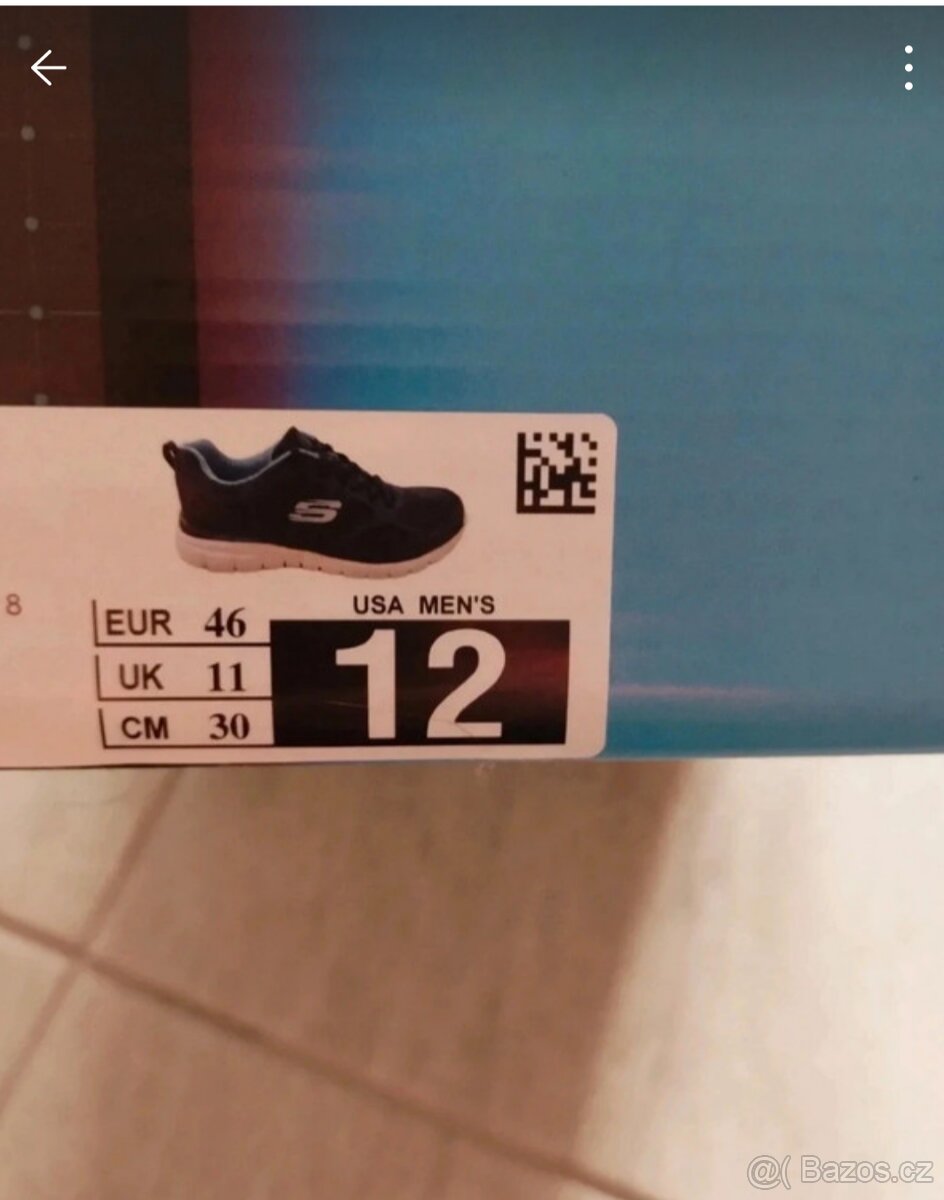 8
USA MEN'S
EUR 46
12
UK 11
CM 30
@( Bazos.cz